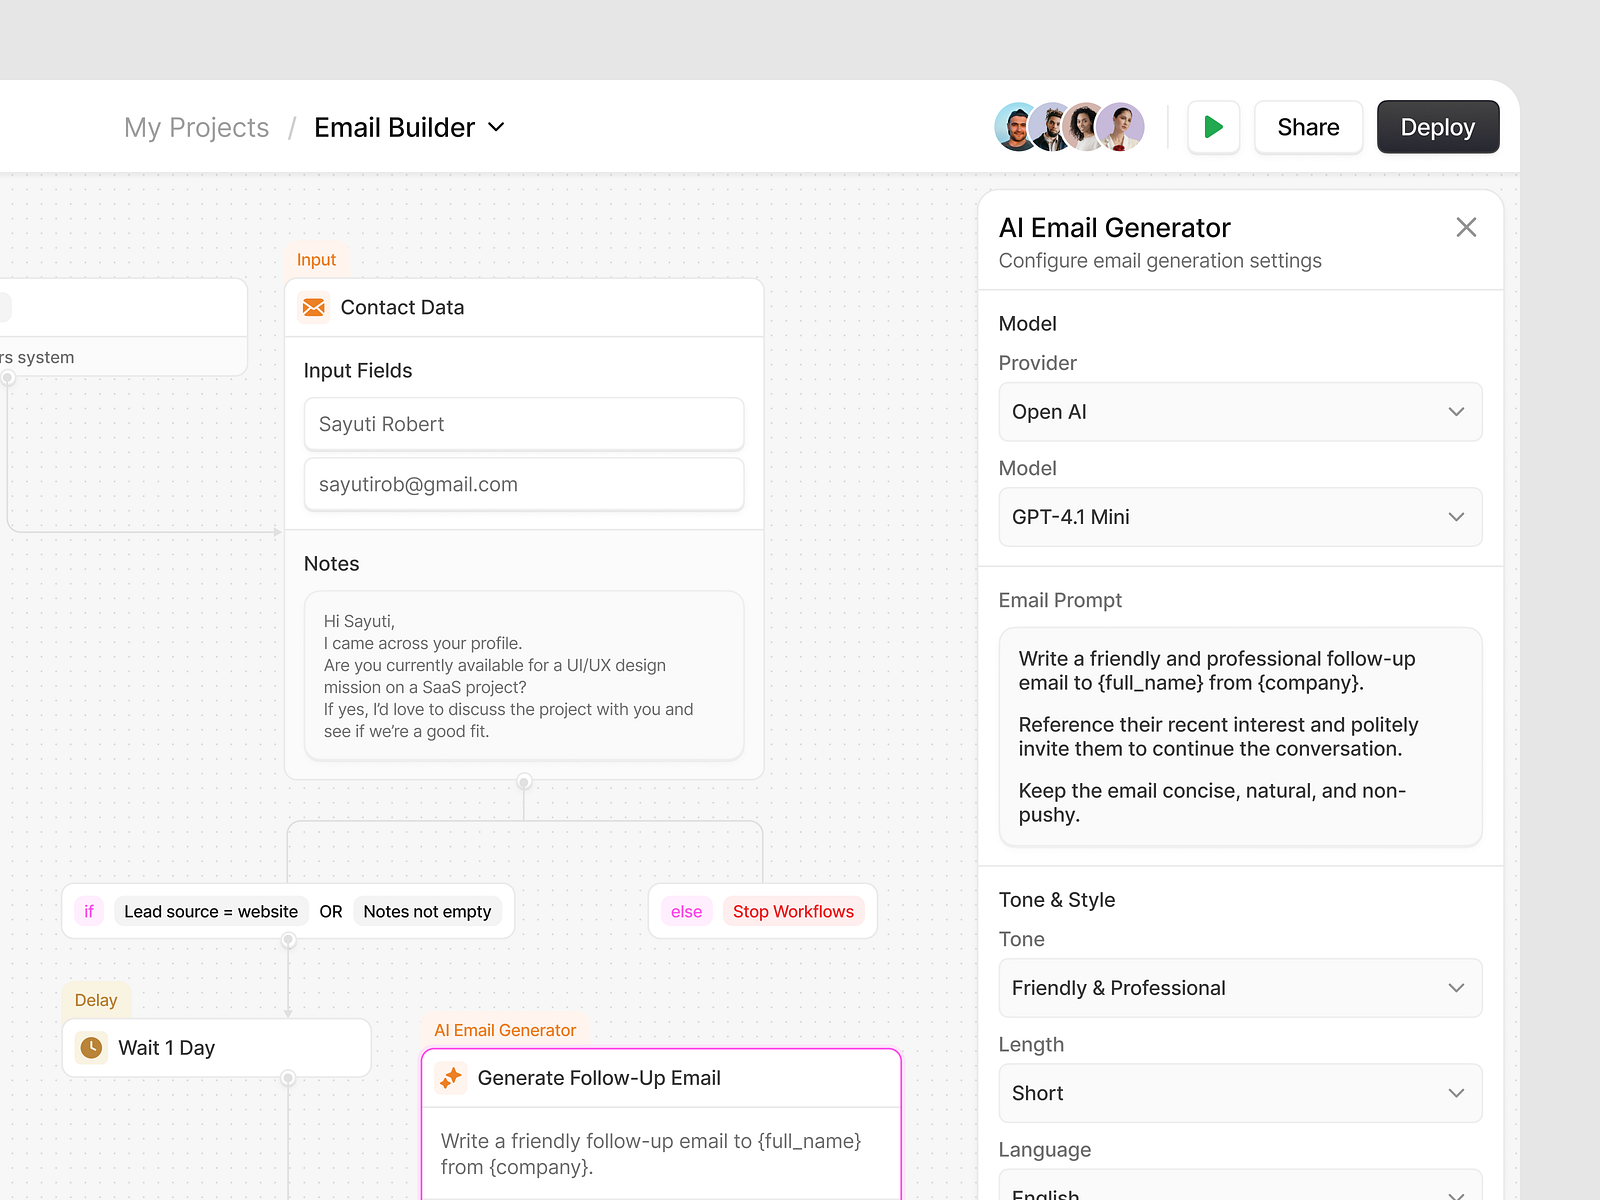 My Projects / Email Builder
Share
Deploy
rs system
Input
Contact Data
Input Fields
Sayuti Robert
sayutirob@gmail.com
Notes
Hi Sayuti,
I came across your profile.
Are you currently available for a UI/UX design
mission on a SaaS project?
If yes, I'd love to discuss the project with you and
see if we're a good fit.
if Lead source = website OR Notes not empty
else Stop Workflows
Delay
Wait 1 Day
AI Email Generator
Generate Follow-Up Email
Write a friendly follow-up email to {full_name}
from {company}.
AI Email Generator
Configure email generation settings
Model
Provider
Open AI
Model
GPT-4.1 Mini
Email Prompt
Write a friendly and professional follow-up
email to {full_name} from {company}.
Reference their recent interest and politely
invite them to continue the conversation.
Keep the email concise, natural, and non-
pushy.
Tone & Style
Tone
Friendly & Professional
Length
Short
Language
English